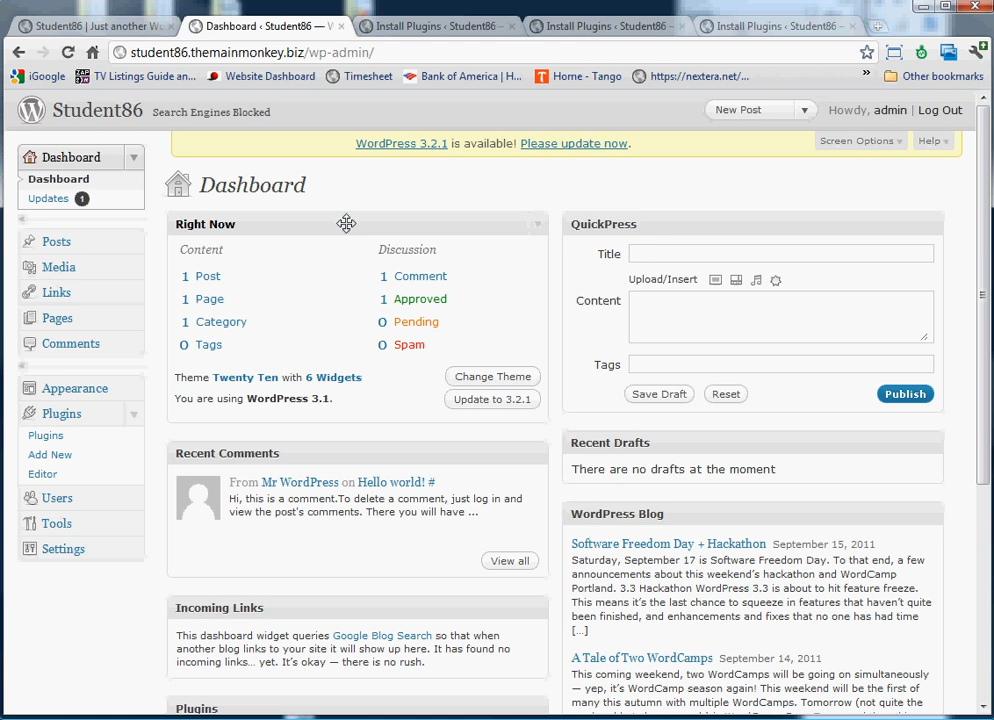 Student86 | Just another Wo
Dashboard ‹ Student86 — W
Install Plugins ‹ Student86 –
Install Plugins ‹ Student86 –
Install Plugins ‹ Student86 –
student86.themainmonkey.biz/wp-admin/
iGoogle
TV Listings Guide an...
Website Dashboard
Timesheet
Bank of America | H...
Home - Tango
https://nextera.net/...
»
Other bookmarks
Student86
Search Engines Blocked
New Post
Howdy, admin | Log Out
WordPress 3.2.1 is available! Please update now.
Screen Options
Help
Dashboard
Dashboard
Updates 1
Posts
Media
Links
Pages
Comments
Appearance
Plugins
Plugins
Add New
Editor
Users
Tools
Settings
Dashboard
Right Now
Content
Discussion
1 Post
1 Comment
1 Page
1 Approved
1 Category
0 Pending
0 Tags
0 Spam
Theme Twenty Ten with 6 Widgets
Change Theme
You are using WordPress 3.1.
Update to 3.2.1
Recent Comments
From Mr WordPress on Hello world! #
Hi, this is a comment.To delete a comment, just log in and
view the post's comments. There you will have ...
View all
Incoming Links
This dashboard widget queries Google Blog Search so that when
another blog links to your site it will show up here. It has found no
incoming links… yet. It's okay — there is no rush.
Plugins
QuickPress
Title
Upload/Insert
Content
Tags
Save Draft
Reset
Publish
Recent Drafts
There are no drafts at the moment
WordPress Blog
Software Freedom Day + Hackathon September 15, 2011
Saturday, September 17 is Software Freedom Day. To that end, a few
announcements about this weekend's hackathon and WordCamp
Portland. 3.3 Hackathon WordPress 3.3 is about to hit feature freeze.
This means it's the last chance to squeeze in features that haven't quite
been finished, and enhancements and fixes that no one has had time
[…]
A Tale of Two WordCamps September 14, 2011
This coming weekend, two WordCamps will be going on simultaneously
— yep, it's WordCamp season again! This weekend will be the first of
many this autumn with multiple WordCamps. Tomorrow (not quite the